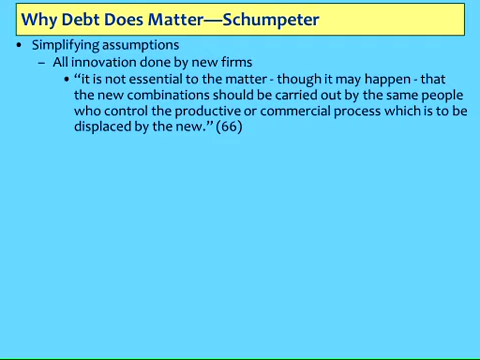 Why Debt Does Matter—Schumpeter
• Simplifying assumptions
– All innovation done by new firms
• “it is not essential to the matter - though it may happen - that
the new combinations should be carried out by the same people
who control the productive or commercial process which is to be
displaced by the new.” (66)